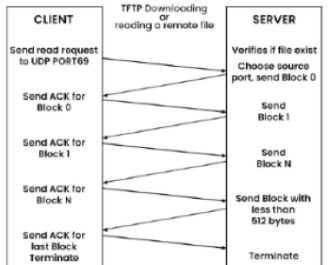 TFTP Downloading
or
reading a remote file
CLIENT
SERVER
Send read request
to UDP PORT69
Verifies if file exist
Choose source
port, send Block 0
Send ACK for
Block 0
Send
Block 1
Send ACK for
Block 1
Send
Block N
Send ACK for
Block N
Send Block with
less than
512 bytes
Send ACK for
last Block
Terminate
Terminate